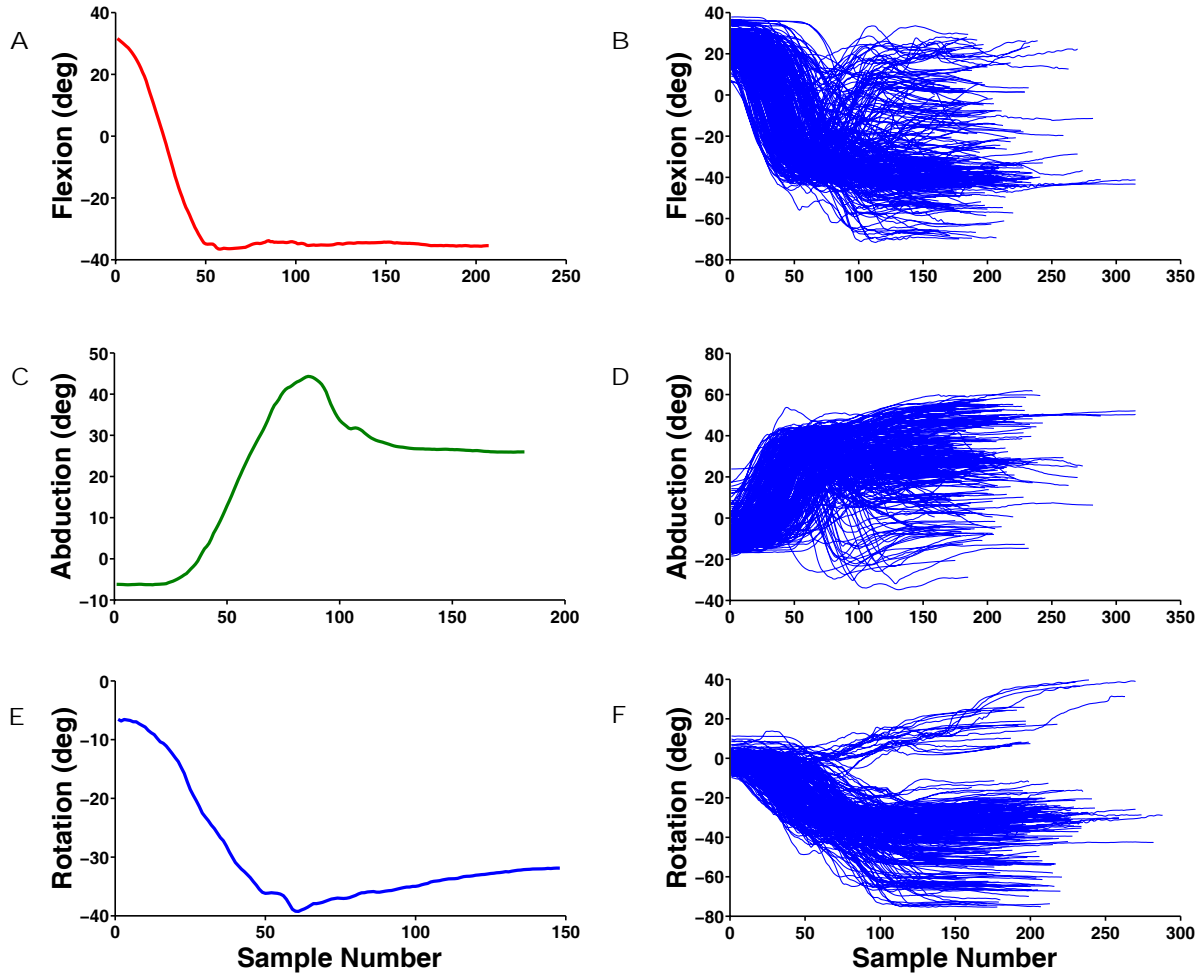 A
Flexion (deg)
40
20
0
−20
−40
0 50 100 150 200 250
B
Flexion (deg)
40
20
0
−20
−40
−60
−80
0 50 100 150 200 250 300 350
C
Abduction (deg)
50
40
30
20
10
0
−10
0 50 100 150 200
D
Abduction (deg)
80
60
40
20
0
−20
−40
0 50 100 150 200 250 300 350
E
Rotation (deg)
0
−10
−20
−30
−40
0 50 100 150
Sample Number
F
Rotation (deg)
40
20
0
−20
−40
−60
−80
0 50 100 150 200 250 300
Sample Number